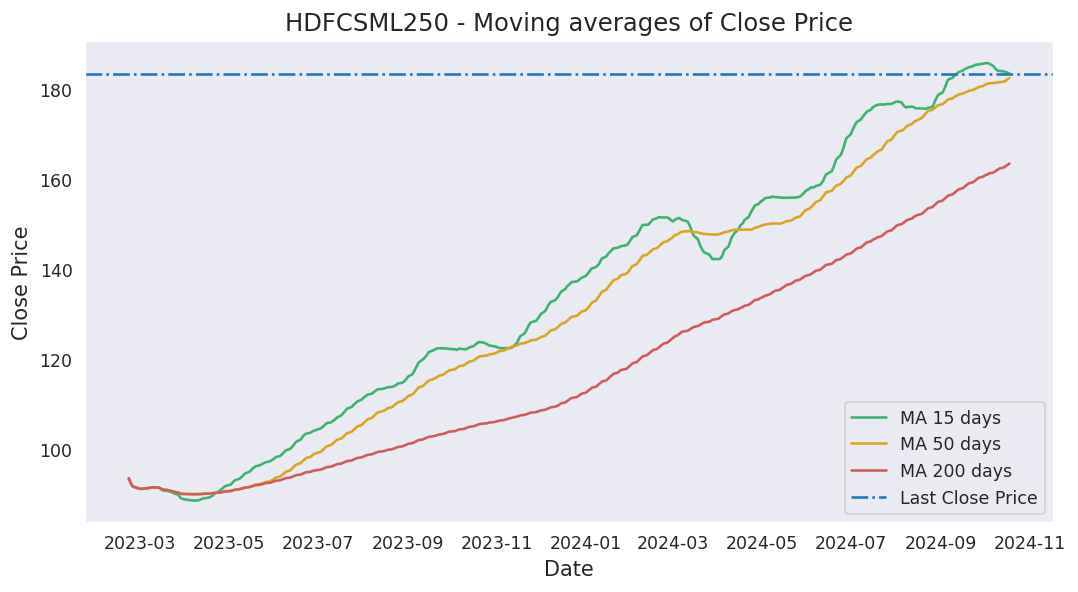 HDFCSML250 - Moving averages of Close Price
Close Price
180
160
140
120
100
MA 15 days
MA 50 days
MA 200 days
Last Close Price
2023-03 2023-05 2023-07 2023-09 2023-11 2024-01 2024-03 2024-05 2024-07 2024-09 2024-11
Date